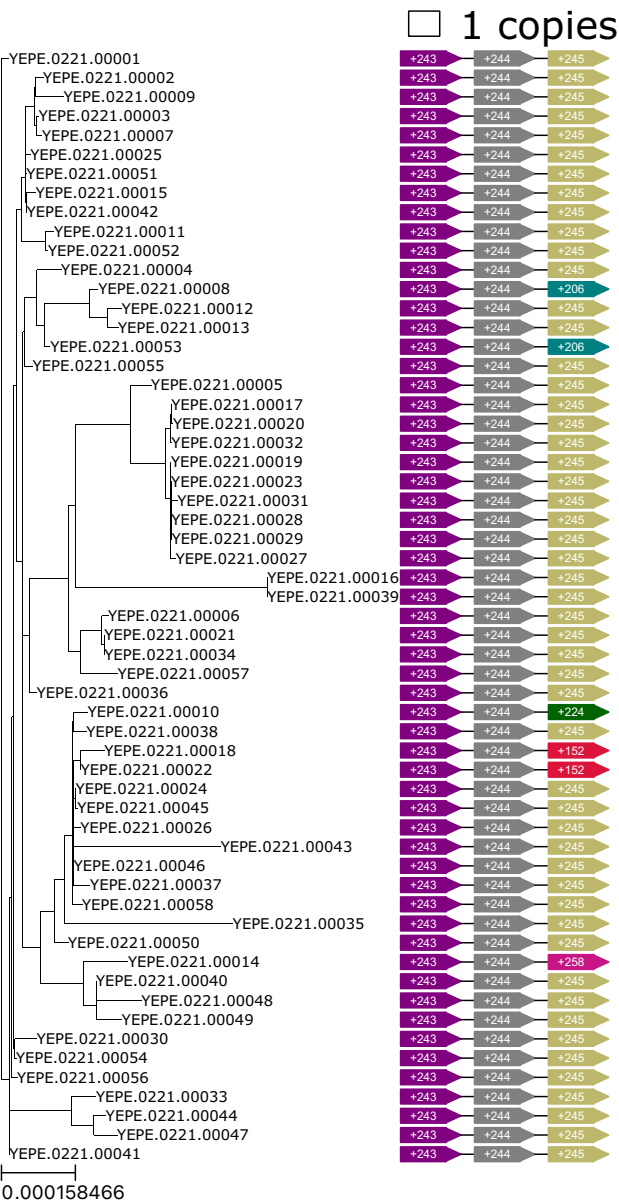 1 copies
YEPE.0221.00001 +243 +244 +245
YEPE.0221.00002 +243 +244 +245
YEPE.0221.00009 +243 +244 +245
YEPE.0221.00003 +243 +244 +245
YEPE.0221.00007 +243 +244 +245
YEPE.0221.00025 +243 +244 +245
YEPE.0221.00051 +243 +244 +245
YEPE.0221.00015 +243 +244 +245
YEPE.0221.00042 +243 +244 +245
YEPE.0221.00011 +243 +244 +245
YEPE.0221.00052 +243 +244 +245
YEPE.0221.00004 +243 +244 +245
YEPE.0221.00008 +243 +244 +206
YEPE.0221.00012 +243 +244 +245
YEPE.0221.00013 +243 +244 +245
YEPE.0221.00053 +243 +244 +206
YEPE.0221.00055 +243 +244 +245
YEPE.0221.00005 +243 +244 +245
YEPE.0221.00017 +243 +244 +245
YEPE.0221.00020 +243 +244 +245
YEPE.0221.00032 +243 +244 +245
YEPE.0221.00019 +243 +244 +245
YEPE.0221.00023 +243 +244 +245
YEPE.0221.00031 +243 +244 +245
YEPE.0221.00028 +243 +244 +245
YEPE.0221.00029 +243 +244 +245
YEPE.0221.00027 +243 +244 +245
YEPE.0221.00016 +243 +244 +245
YEPE.0221.00039 +243 +244 +245
YEPE.0221.00006 +243 +244 +245
YEPE.0221.00021 +243 +244 +245
YEPE.0221.00034 +243 +244 +245
YEPE.0221.00057 +243 +244 +245
YEPE.0221.00036 +243 +244 +245
YEPE.0221.00010 +243 +244 +224
YEPE.0221.00038 +243 +244 +245
YEPE.0221.00018 +243 +244 +152
YEPE.0221.00022 +243 +244 +152
YEPE.0221.00024 +243 +244 +245
YEPE.0221.00045 +243 +244 +245
YEPE.0221.00026 +243 +244 +245
YEPE.0221.00043 +243 +244 +245
YEPE.0221.00046 +243 +244 +245
YEPE.0221.00037 +243 +244 +245
YEPE.0221.00058 +243 +244 +245
YEPE.0221.00035 +243 +244 +245
YEPE.0221.00050 +243 +244 +245
YEPE.0221.00014 +243 +244 +258
YEPE.0221.00040 +243 +244 +245
YEPE.0221.00048 +243 +244 +245
YEPE.0221.00049 +243 +244 +245
YEPE.0221.00030 +243 +244 +245
YEPE.0221.00054 +243 +244 +245
YEPE.0221.00056 +243 +244 +245
YEPE.0221.00033 +243 +244 +245
YEPE.0221.00044 +243 +244 +245
YEPE.0221.00047 +243 +244 +245
YEPE.0221.00041 +243 +244 +245
0.000158466